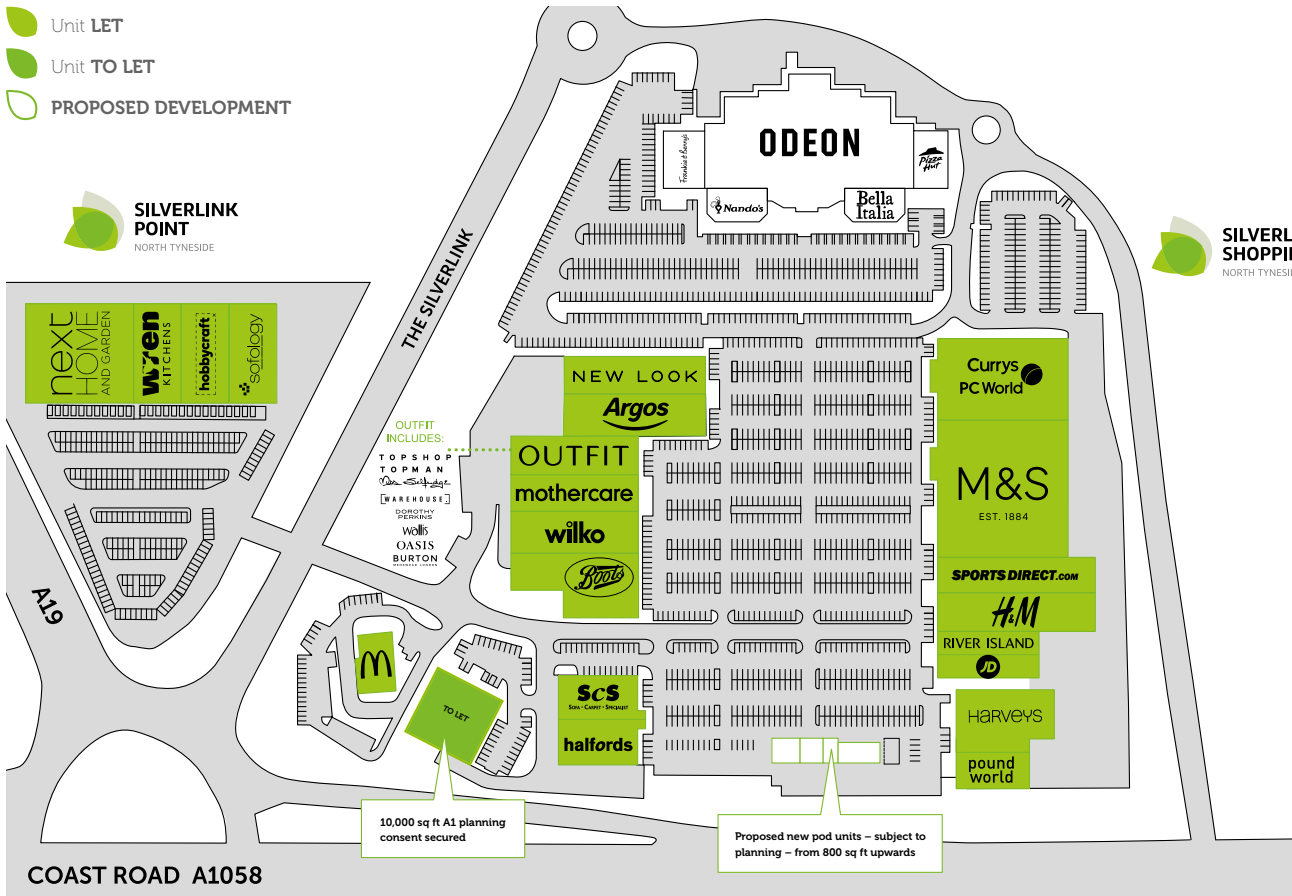 Unit LET
Unit TO LET
PROPOSED DEVELOPMENT
SILVERLINK
POINT
NORTH TYNESIDE
THE SILVERLINK
ODEON
Frankie & Benny's
Pizza
Hut
Nando's
Bella
Italia
SILVERL
SHOPPI
NORTH TYNESI
next
HOME
AND GARDEN
wren
KITCHENS
hobbycraft
sofology
NEW LOOK
Argos
OUTFIT
INCLUDES:
TOPSHOP
TOPMAN
Miss Selfridge
[WAREHOUSE.]
DOROTHY
PERKINS
wallis
OASIS
BURTON
MENSWEAR LONDON
OUTFIT
mothercare
wilko
Boots
Currys
PC World
M&S
EST. 1884
SPORTSDIRECT.COM
H&M
RIVER ISLAND
JD
HARVEYS
pound
world
A19
M
TO LET
ScS
SOFA • CARPET • SPECIALIST
halfords
10,000 sq ft A1 planning
consent secured
Proposed new pod units – subject to
planning – from 800 sq ft upwards
COAST ROAD A1058